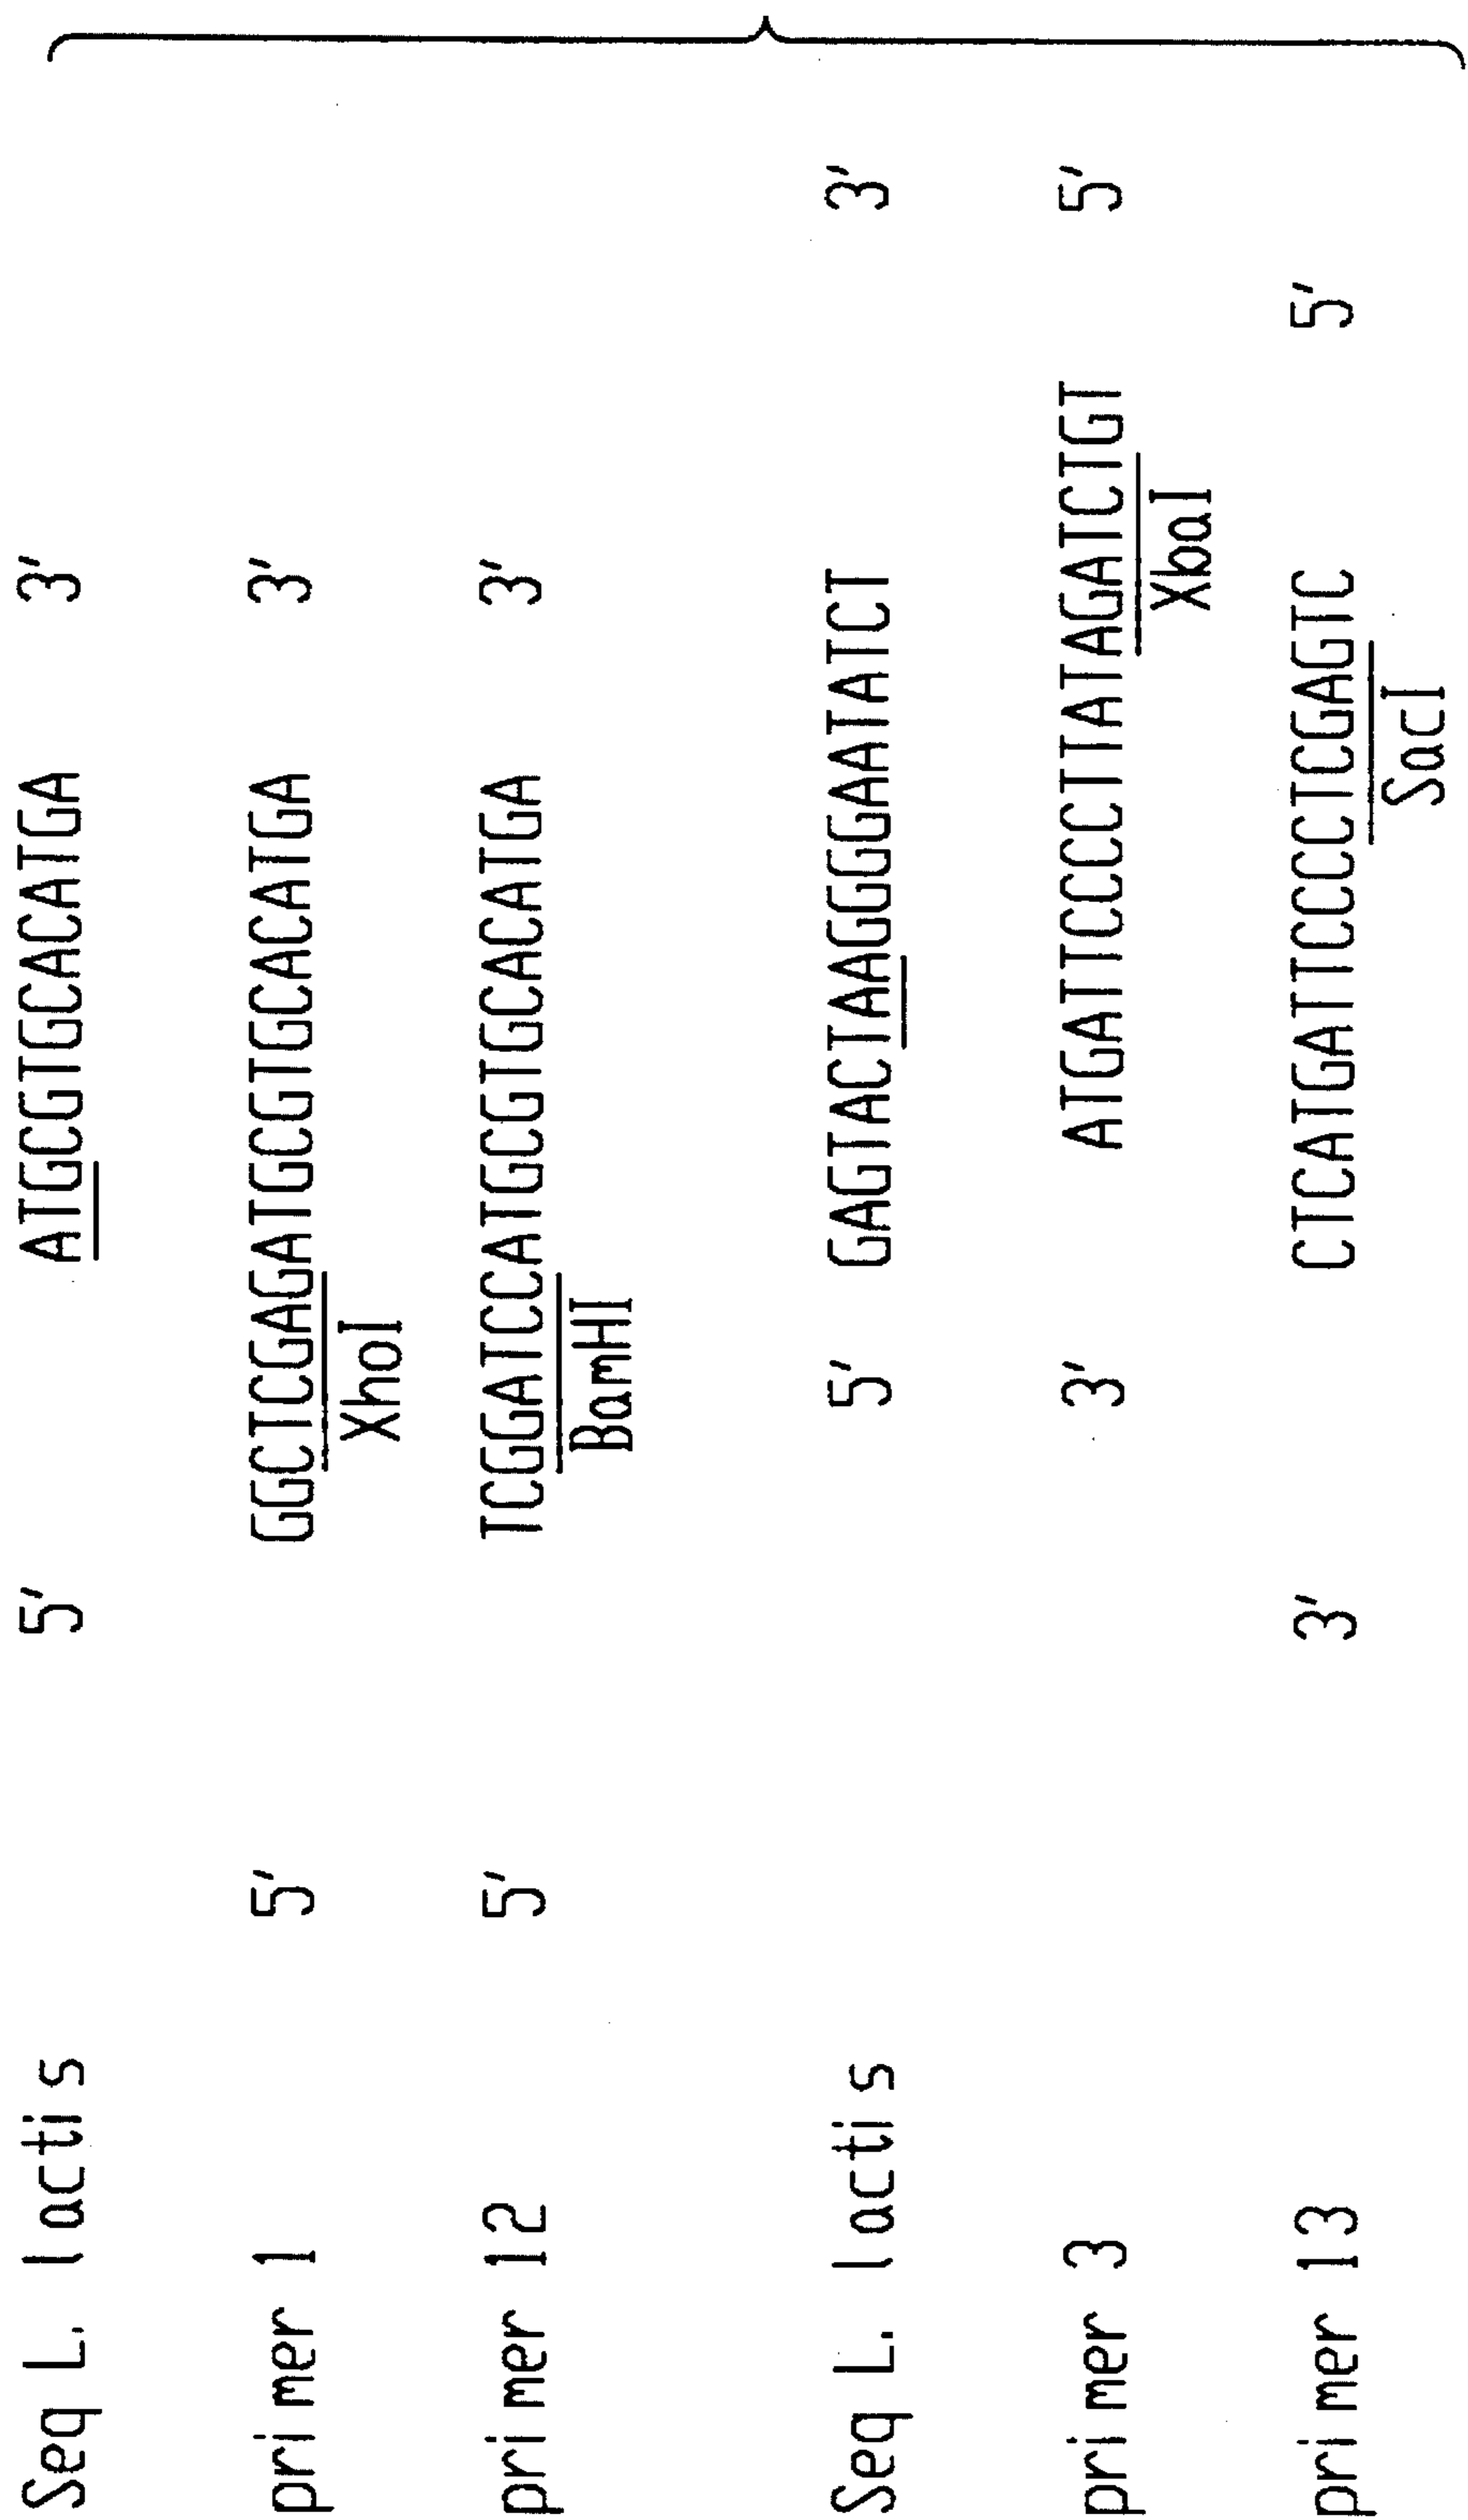 Seq L. lactis 5' ATGCGTGCACATGA 3'
primer 1 5' GGCTCGAGATGCGTGCACATGA 3'
XhoI
primer 12 5' TCGGATCCATGCGTGCACATGA 3'
BamHI
Seq L. lactis 5' GAGTACTAAGGGGAATATCT 3'
primer 3 3' ATGATTCCCCTTATAGATCTGT 5'
XbaI
primer 13 3' CTCATGATTCCCCTCGAGTC 5'
SacI